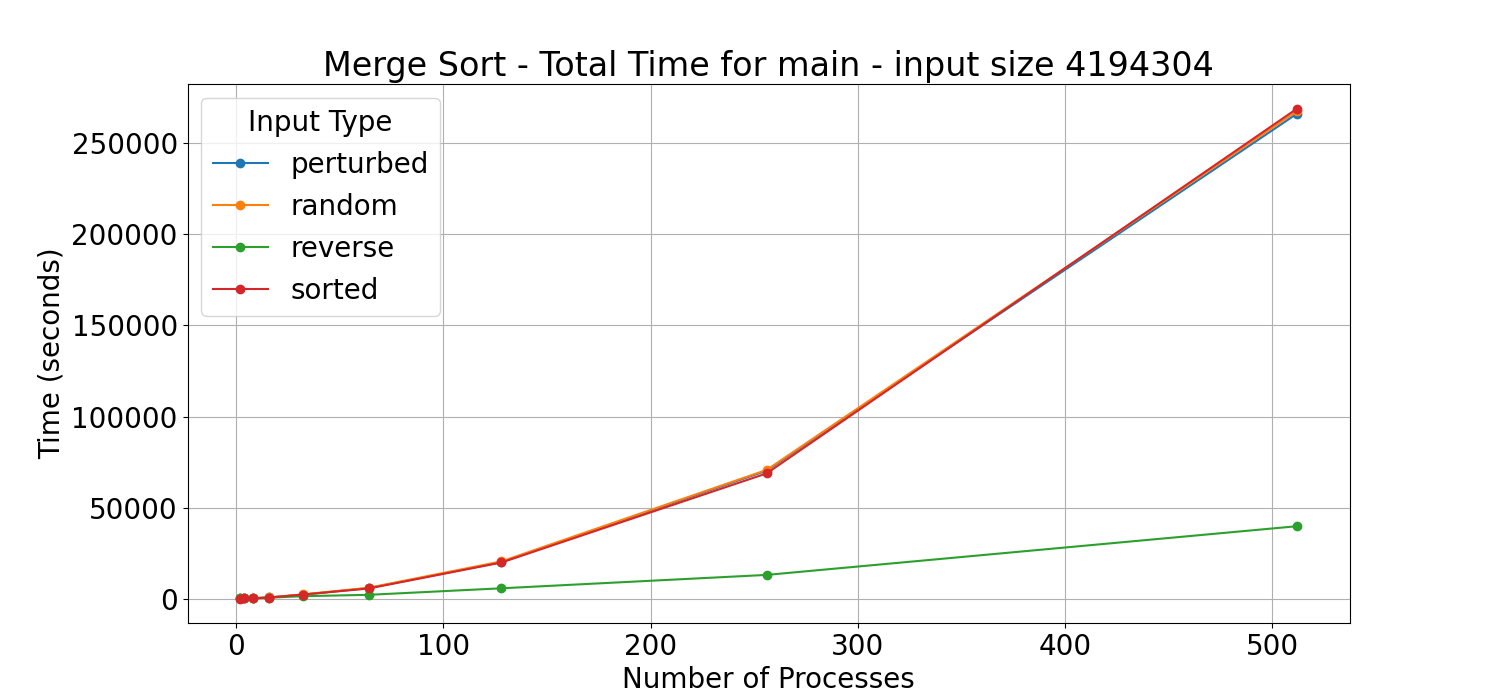 Merge Sort - Total Time for main - input size 4194304
Input Type
perturbed
random
reverse
sorted
Time (seconds)
250000
200000
150000
100000
50000
0
0 100 200 300 400 500
Number of Processes